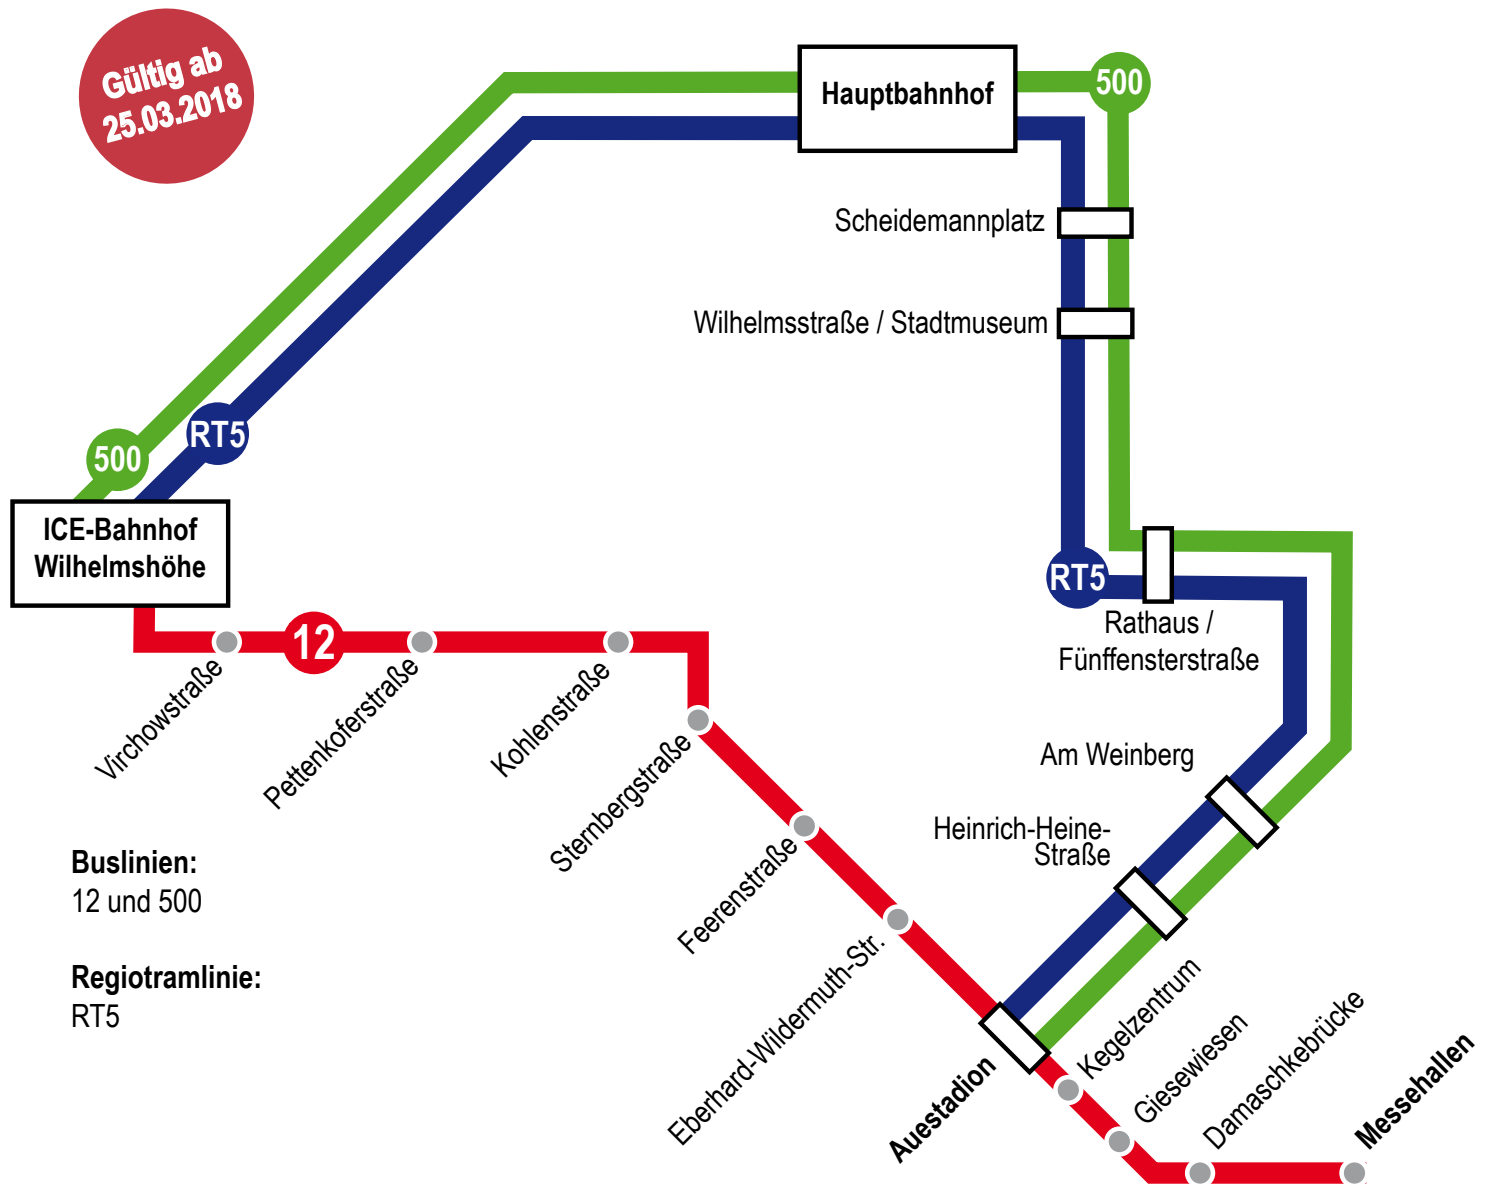 Gültig ab
25.03.2018
Hauptbahnhof
500
Scheidemannplatz
Wilhelmsstraße / Stadtmuseum
RT5
500
ICE-Bahnhof
Wilhelmshöhe
RT5
Rathaus /
Fünffensterstraße
12
Virchowstraße
Pettenkoferstraße
Kohlenstraße
Sternbergstraße
Feerenstraße
Eberhard-Wildermuth-Str.
Am Weinberg
Heinrich-Heine-
Straße
Auestadion
Kegelzentrum
Giesewiesen
Damaschkebrücke
Messehallen
Buslinien:
12 und 500
Regiotramlinie:
RT5